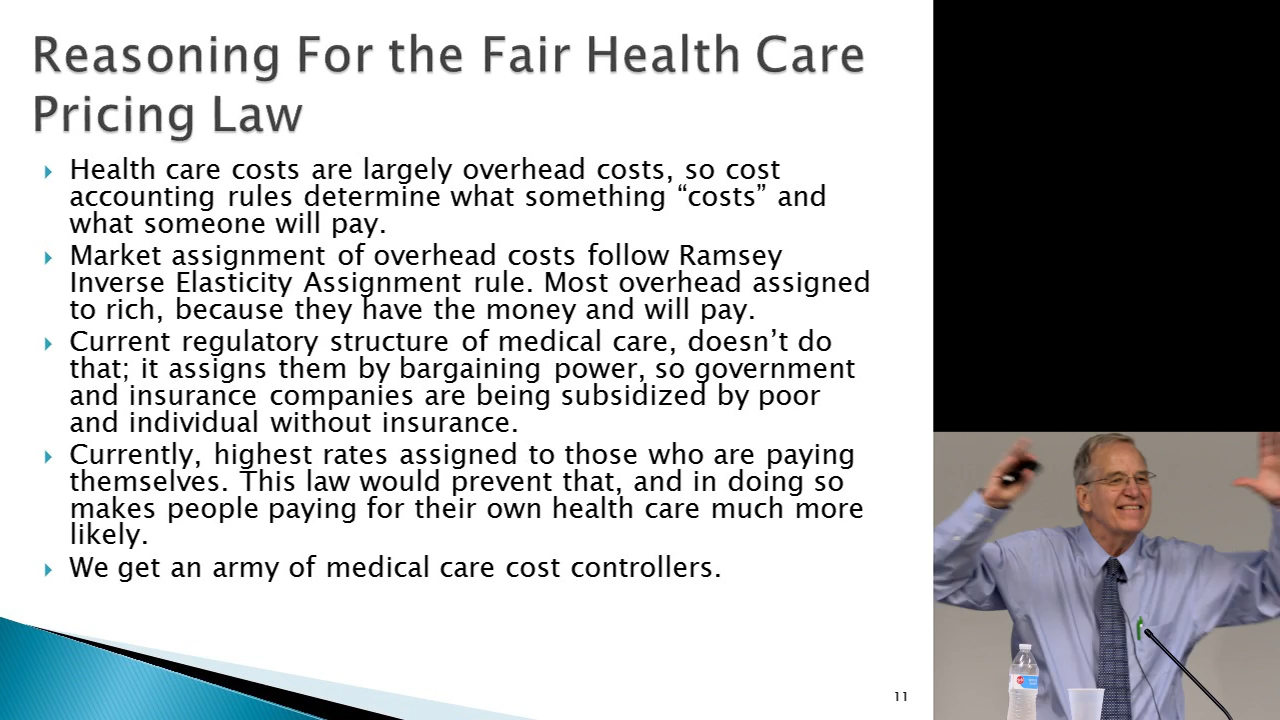 Reasoning For the Fair Health Care
Pricing Law
Health care costs are largely overhead costs, so cost
accounting rules determine what something “costs” and
what someone will pay.
Market assignment of overhead costs follow Ramsey
Inverse Elasticity Assignment rule. Most overhead assigned
to rich, because they have the money and will pay.
Current regulatory structure of medical care, doesn’t do
that; it assigns them by bargaining power, so government
and insurance companies are being subsidized by poor
and individual without insurance.
Currently, highest rates assigned to those who are paying
themselves. This law would prevent that, and in doing so
makes people paying for their own health care much more
likely.
We get an army of medical care cost controllers.
11